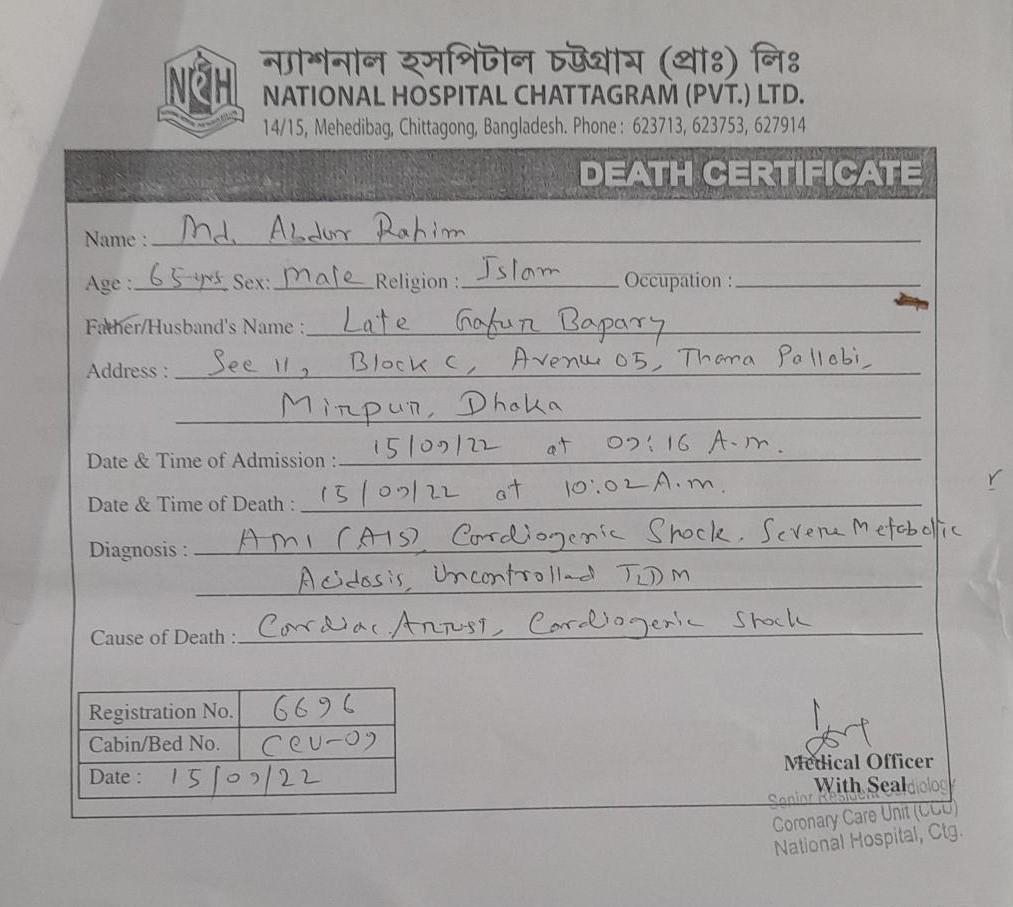 NCH
ন্যাশনাল হসপিটাল চট্টগ্রাম (প্রাঃ) লিঃ
NATIONAL HOSPITAL CHATTAGRAM (PVT.) LTD.
14/15, Mehedibag, Chittagong, Bangladesh. Phone : 623713, 623753, 627914
DEATH CERTIFICATE
Name : Md. Abdur Rahim
Age : 65 yrs Sex: Male Religion : Islam Occupation :
Father/Husband's Name : Late Gafur Bapary
Address : Sec 11, Block C, Avenue 05, Thana Pallabi,
Mirpur, Dhaka
Date & Time of Admission : 15/07/22 at 07:16 A.m.
Date & Time of Death : 15/07/22 at 10:02 A.m.
Diagnosis : AMI (AIS), Cardiogenic Shock, Severe Metabolic
Acidosis, Uncontrolled T2DM
Cause of Death : Cardiac Arrest, Cardiogenic Shock
Registration No. 6696
Cabin/Bed No. CCU-07
Date : 15/07/22
Medical Officer
With Seal
Senior Resident Cardiology
Coronary Care Unit (CCU)
National Hospital, Ctg.